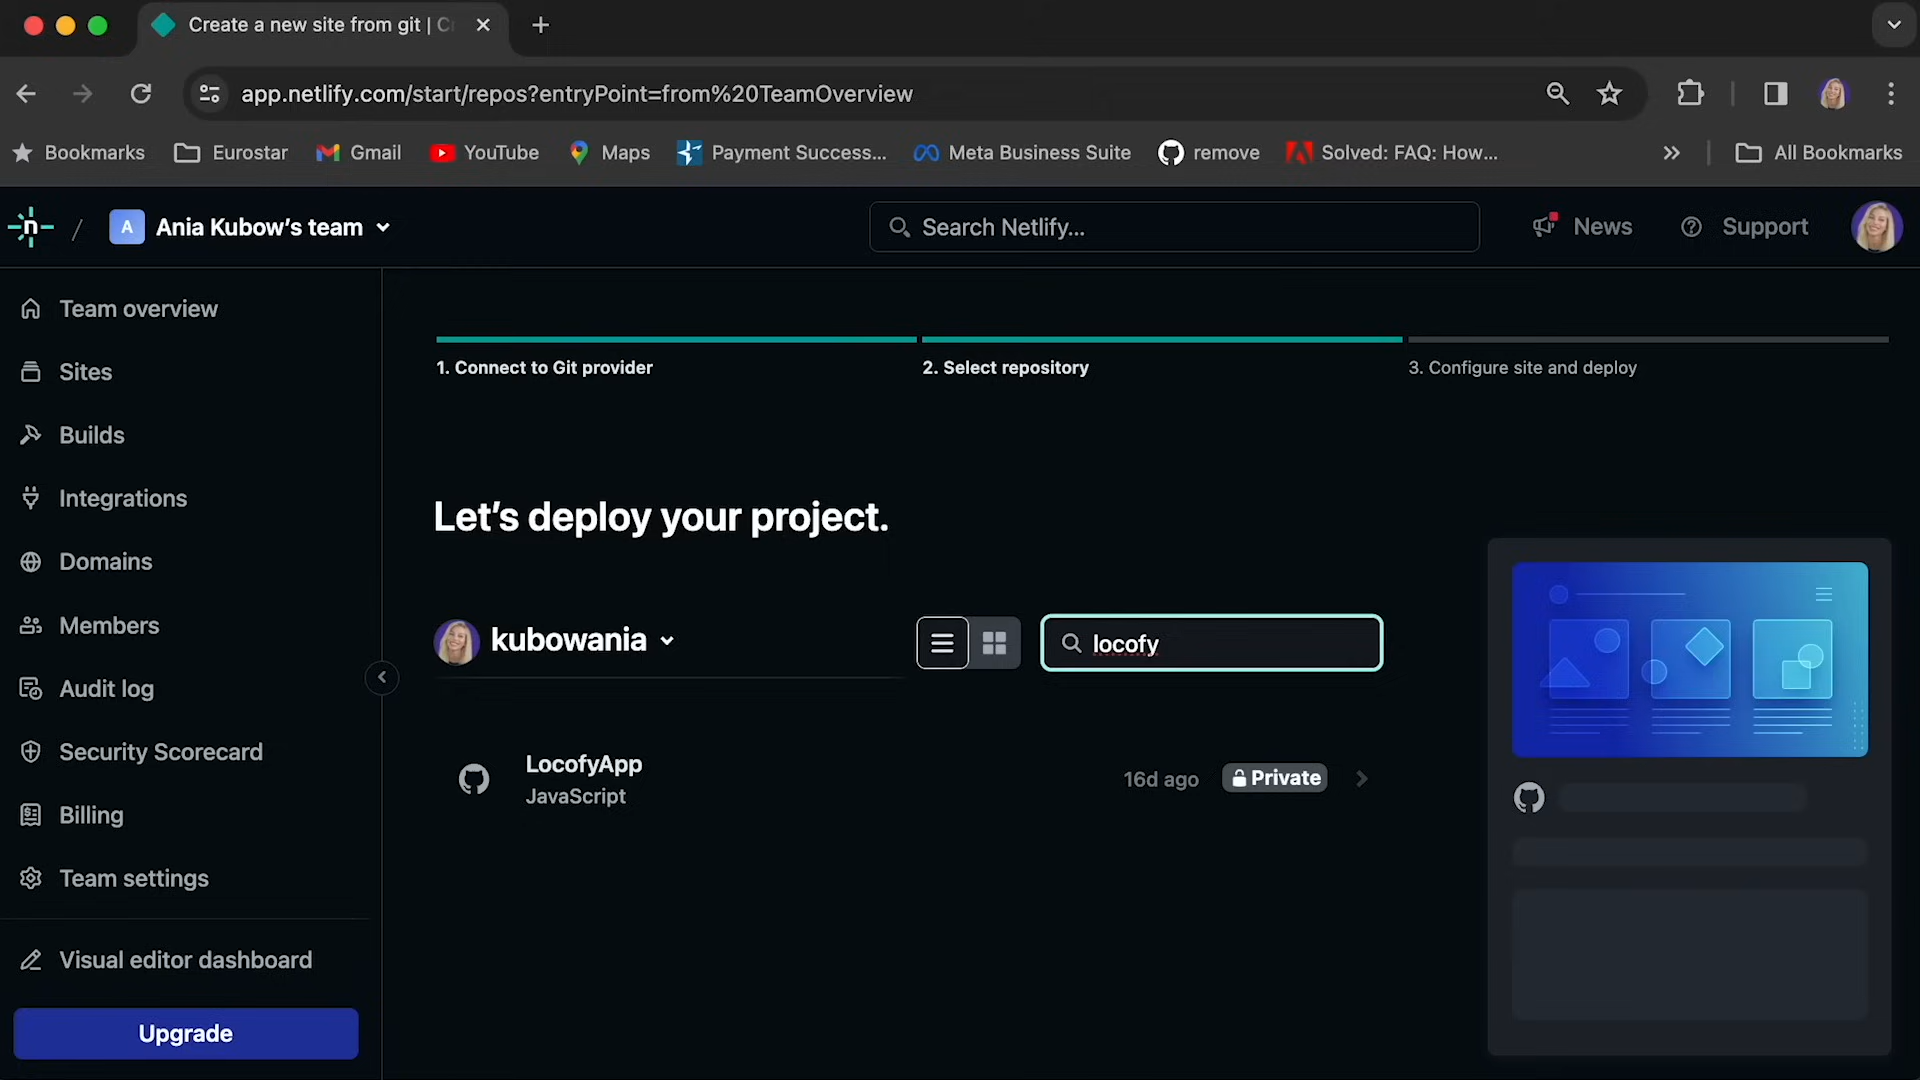 Create a new site from git | C
app.netlify.com/start/repos?entryPoint=from%20TeamOverview
Bookmarks
Eurostar
Gmail
YouTube
Maps
Payment Success...
Meta Business Suite
remove
Solved: FAQ: How...
All Bookmarks
n
/
A
Ania Kubow's team
Search Netlify...
News
Support
Team overview
Sites
Builds
Integrations
Domains
Members
Audit log
Security Scorecard
Billing
Team settings
Visual editor dashboard
Upgrade
1. Connect to Git provider
2. Select repository
3. Configure site and deploy
Let's deploy your project.
kubowania
locofy
LocofyApp
JavaScript
16d ago
Private